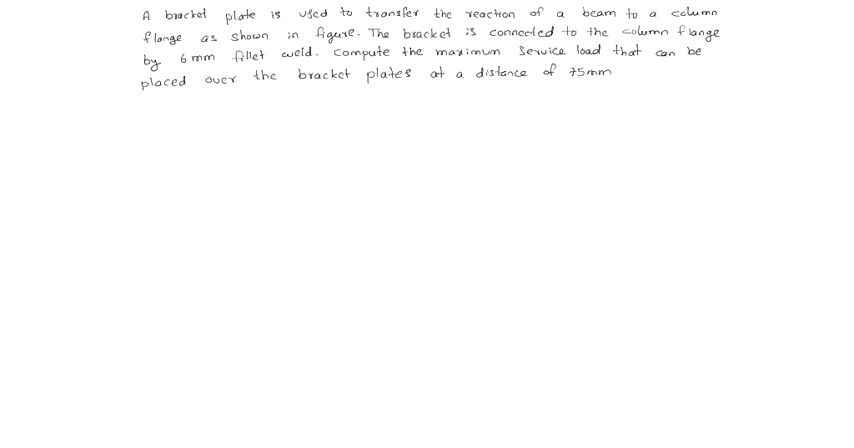 A bracket plate is used to transfer the reaction of a beam to a column
flange as shown in figure. The bracket is connected to the column flange
by 6 mm fillet weld. Compute the maximum service load that can be
placed over the bracket plates at a distance of 75mm